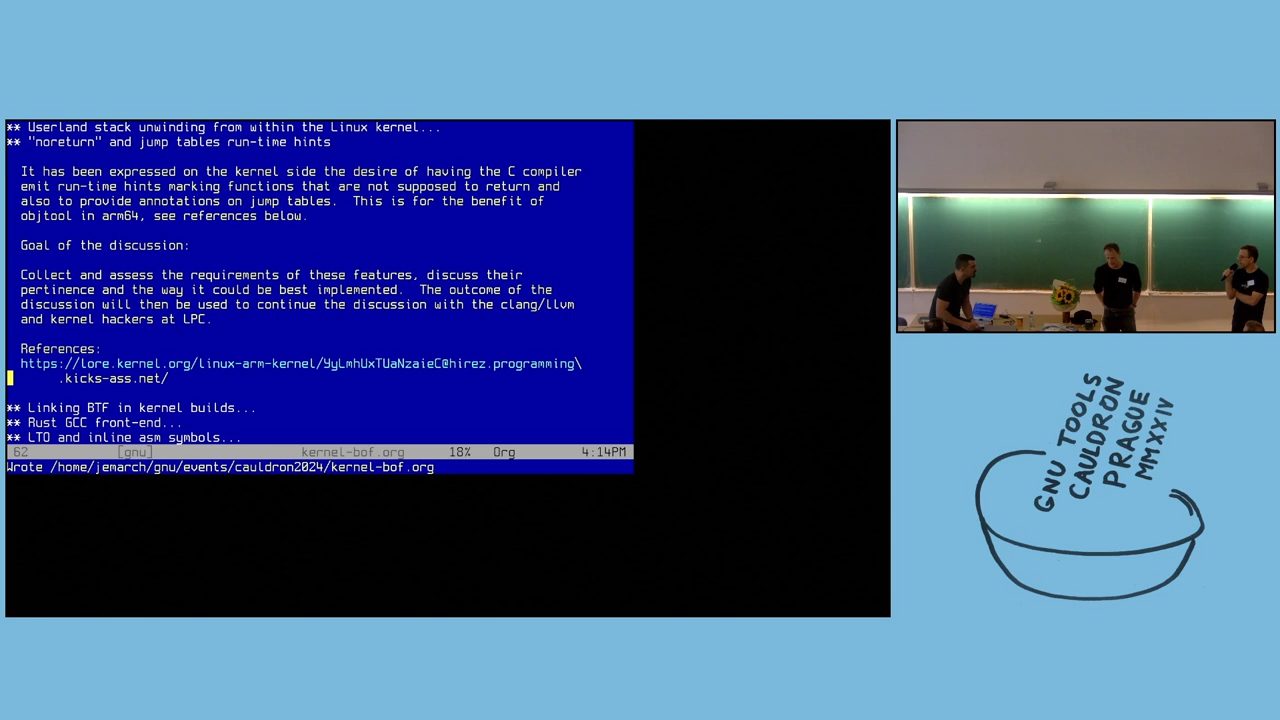 ** Userland stack unwinding from within the Linux kernel...
** "noreturn" and jump tables run-time hints
It has been expressed on the kernel side the desire of having the C compiler
emit run-time hints marking functions that are not supposed to return and
also to provide annotations on jump tables.  This is for the benefit of
objtool in arm64, see references below.
Goal of the discussion:
Collect and assess the requirements of these features, discuss their
pertinence and the way it could be best implemented.  The outcome of the
discussion will then be used to continue the discussion with the clang/llvm
and kernel hackers at LPC.
References:
https://lore.kernel.org/linux-arm-kernel/YyLmhUxTUaNzaieC@hirez.programming\
.kicks-ass.net/
** Linking BTF in kernel builds...
** Rust GCC front-end...
** LTO and inline asm symbols...
62 [gnu] kernel-bof.org 18% Org 4:14PM
Wrote /home/jemarch/gnu/events/cauldron2024/kernel-bof.org
GNU TOOLS
CAULDRON
PRAGUE
MMXXIV